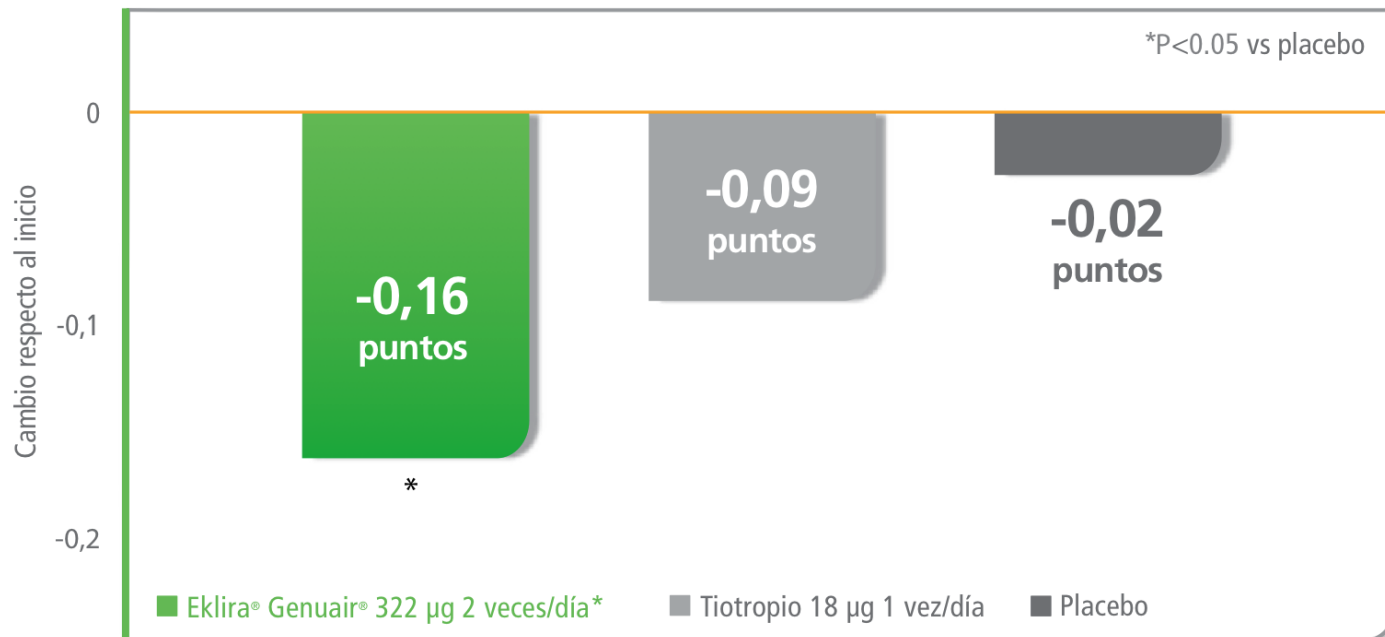 *P<0.05 vs placebo
0
-0,1
-0,2
Cambio respecto al inicio
-0,16
puntos
*
-0,09
puntos
-0,02
puntos
Eklira® Genuair® 322 µg 2 veces/día*
Tiotropio 18 µg 1 vez/día
Placebo